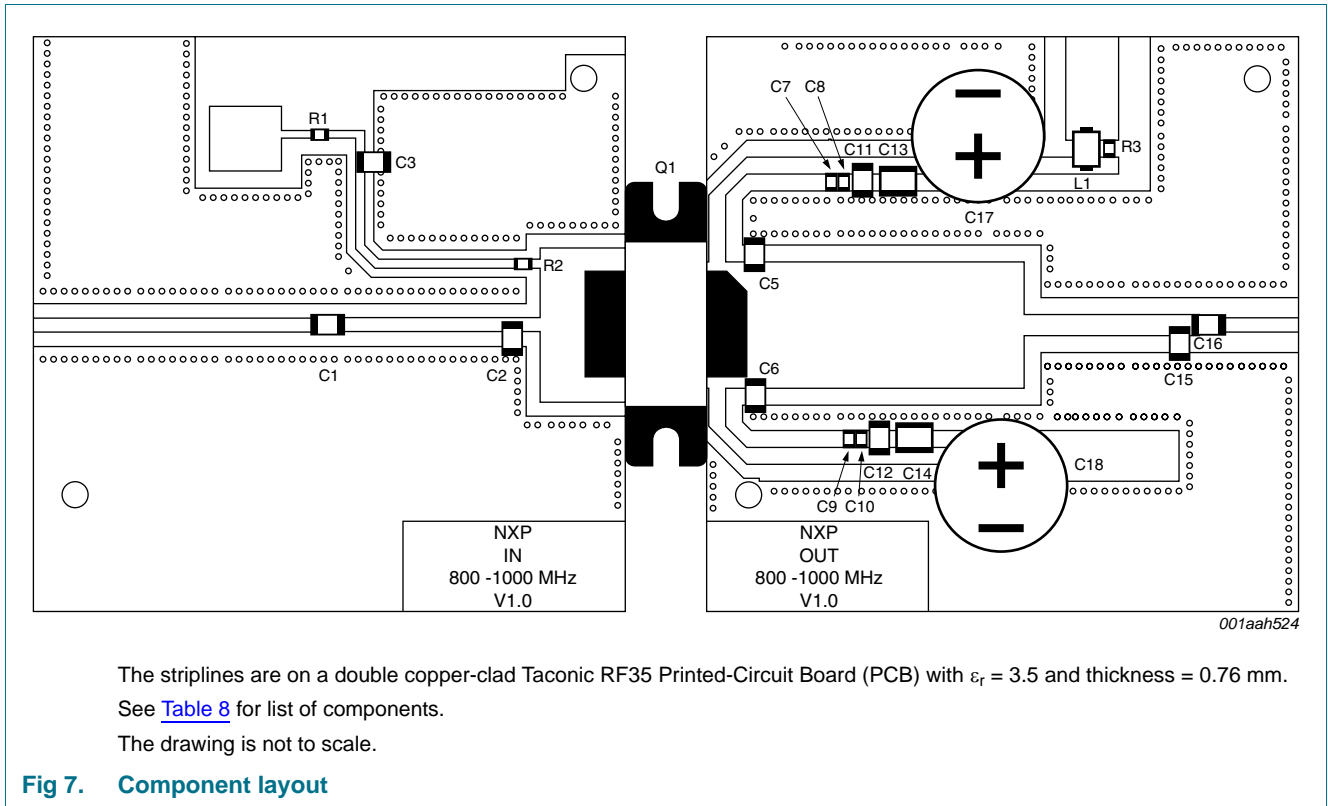 C7 C8
R1
C3
Q1
C11 C13
R3
L1
C17
R2
C5
C1
C2
C6
C16
C15
C12 C14
C18
C9 C10
NXP
IN
800 -1000 MHz
V1.0
NXP
OUT
800 -1000 MHz
V1.0
001aah524
The striplines are on a double copper-clad Taconic RF35 Printed-Circuit Board (PCB) with εr = 3.5 and thickness = 0.76 mm.
See Table 8 for list of components.
The drawing is not to scale.
Fig 7. Component layout